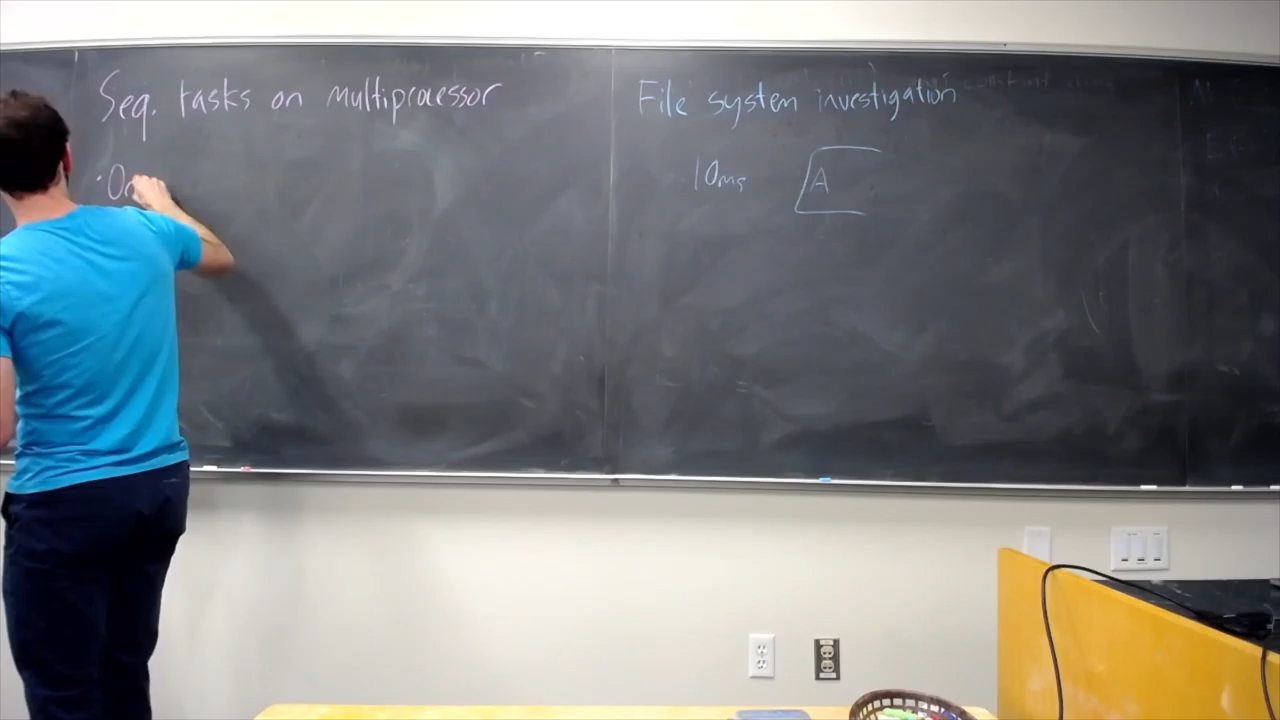 Seq. tasks on multiprocessor
File system investigation
10ms
A